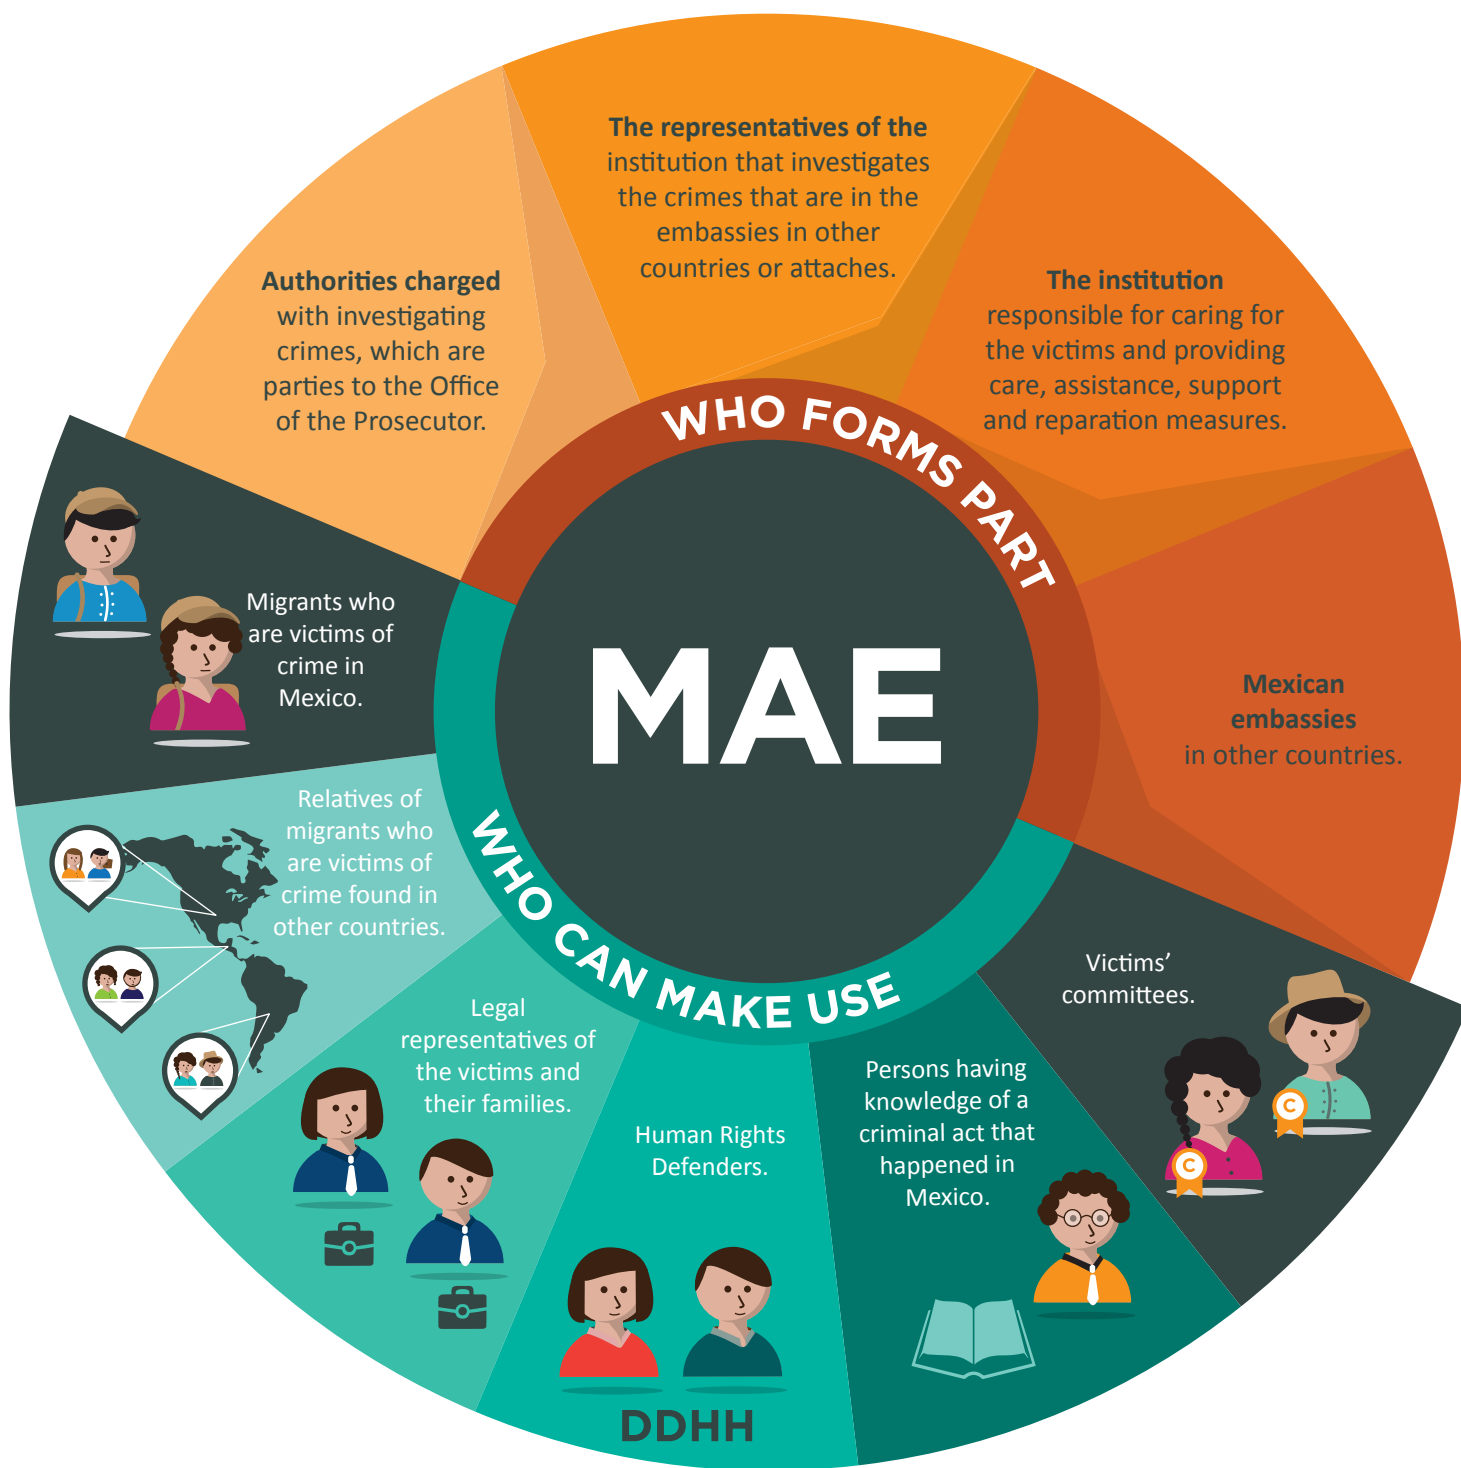 The representatives of the
institution that investigates
the crimes that are in the
embassies in other
countries or attaches.
Authorities charged
with investigating
crimes, which are
parties to the Office
of the Prosecutor.
The institution
responsible for caring for
the victims and providing
care, assistance, support
and reparation measures.
Mexican
embassies
in other countries.
WHO FORMS PART
MAE
WHO CAN MAKE USE
Migrants who
are victims of
crime in
Mexico.
Relatives of
migrants who
are victims of
crime found in
other countries.
Legal
representatives of
the victims and
their families.
Human Rights
Defenders.
DDHH
Persons having
knowledge of a
criminal act that
happened in
Mexico.
Victims’
committees.
C
C